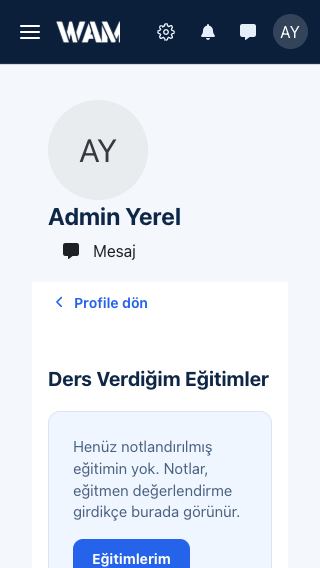 WAM
AY
AY
Admin Yerel
Mesaj
Profile dön
Ders Verdiğim Eğitimler
Henüz notlandırılmış
eğitimin yok. Notlar,
eğitmen değerlendirme
girdikçe burada görünür.
Eğitimlerim